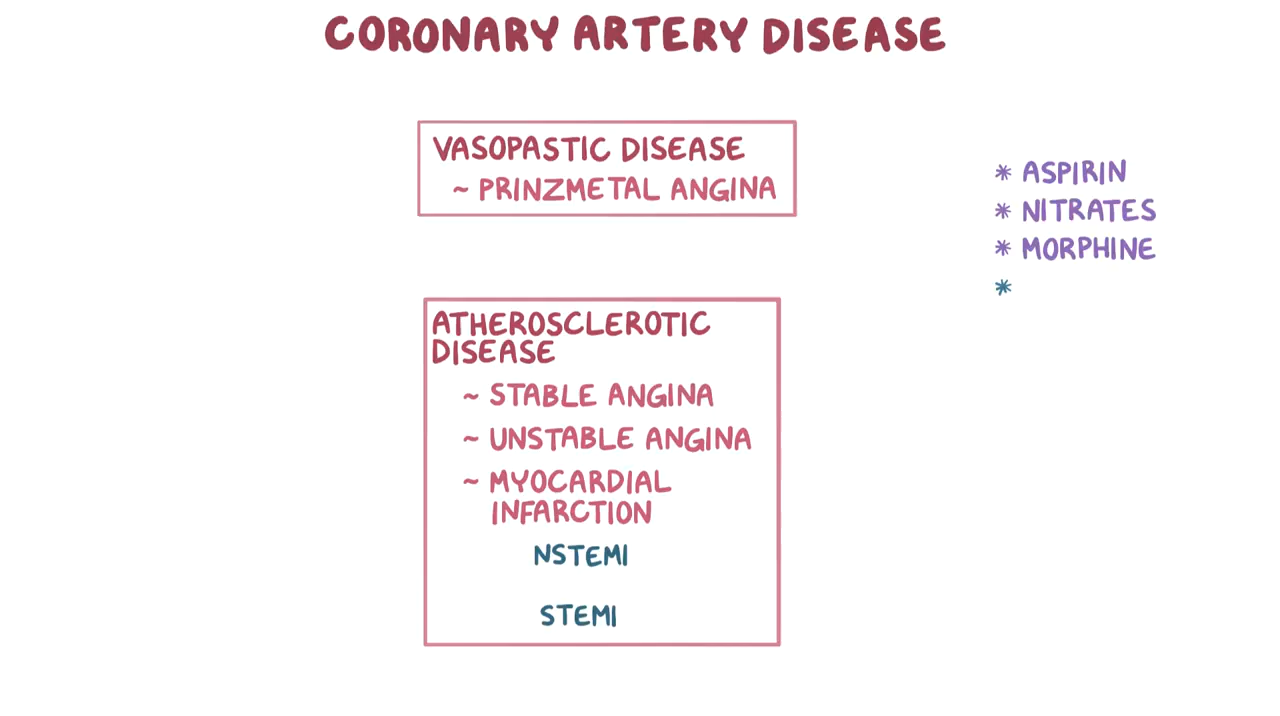 CORONARY ARTERY DISEASE
VASOPASTIC DISEASE
~ PRINZMETAL ANGINA
* ASPIRIN
* NITRATES
* MORPHINE
*
ATHEROSCLEROTIC
DISEASE
~ STABLE ANGINA
~ UNSTABLE ANGINA
~ MYOCARDIAL
INFARCTION
NSTEMI
STEMI